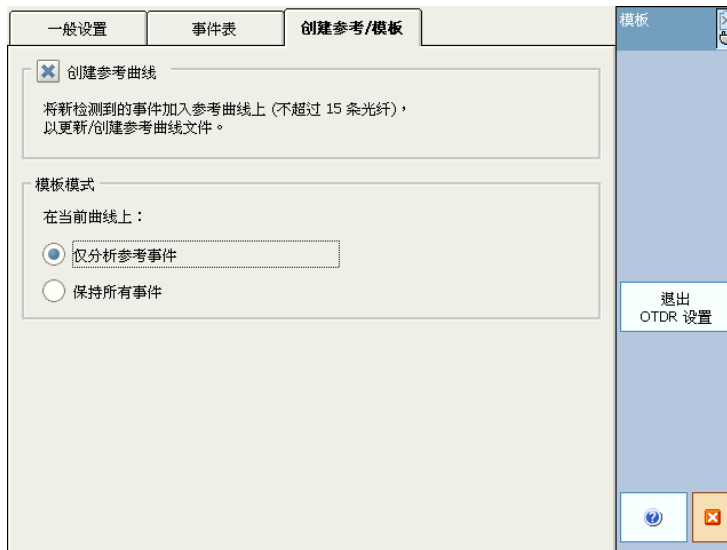 一般设置
事件表
创建参考/模板
创建参考曲线
将新检测到的事件加入参考曲线上 (不超过 15 条光纤)，
以更新/创建参考曲线文件。
模板模式
在当前曲线上：
仅分析参考事件
保持所有事件
模板
退出
OTDR 设置